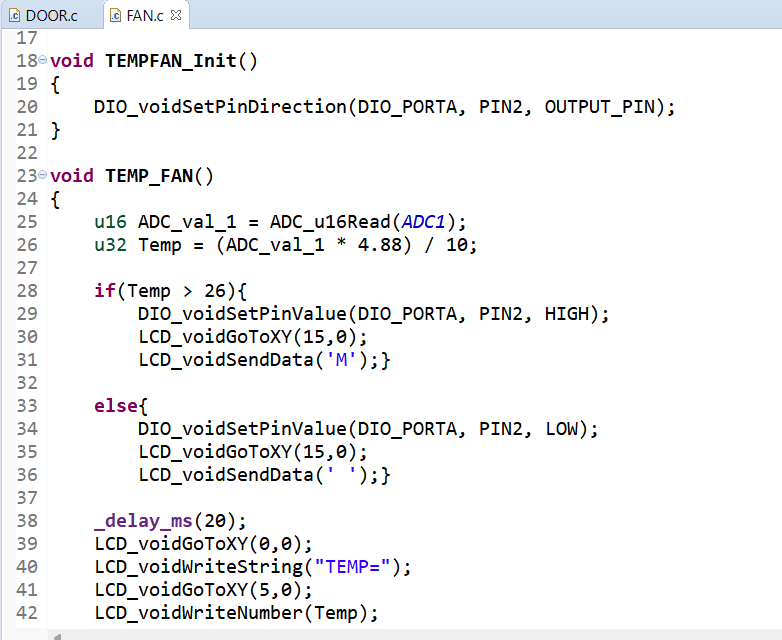 DOOR.c FAN.c
17
18 void TEMPFAN_Init()
19 {
20     DIO_voidSetPinDirection(DIO_PORTA, PIN2, OUTPUT_PIN);
21 }
22
23 void TEMP_FAN()
24 {
25     u16 ADC_val_1 = ADC_u16Read(ADC1);
26     u32 Temp = (ADC_val_1 * 4.88) / 10;
27
28     if(Temp > 26){
29         DIO_voidSetPinValue(DIO_PORTA, PIN2, HIGH);
30         LCD_voidGoToXY(15,0);
31         LCD_voidSendData('M');}
32
33     else{
34         DIO_voidSetPinValue(DIO_PORTA, PIN2, LOW);
35         LCD_voidGoToXY(15,0);
36         LCD_voidSendData(' ');}
37
38     _delay_ms(20);
39     LCD_voidGoToXY(0,0);
40     LCD_voidWriteString("TEMP=");
41     LCD_voidGoToXY(5,0);
42     LCD_voidWriteNumber(Temp);